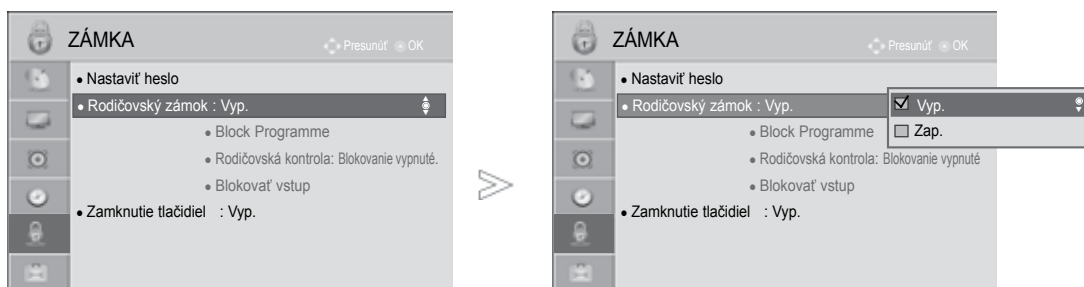 ZÁMKA
Presunúť OK
• Nastaviť heslo
• Rodičovský zámok : Vyp.
• Block Programme
• Rodičovská kontrola: Blokovanie vypnuté.
• Blokovať vstup
• Zamknutie tlačidiel : Vyp.
ZÁMKA
Presunúť OK
• Nastaviť heslo
• Rodičovský zámok : Vyp.
Vyp.
Zap.
• Block Programme
• Rodičovská kontrola: Blokovanie vypnuté
• Blokovať vstup
• Zamknutie tlačidiel : Vyp.